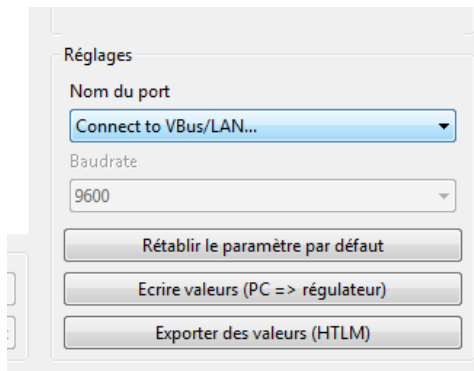 Réglages
Nom du port
Connect to VBus/LAN...
Baudrate
9600
Rétablir le paramètre par défaut
Ecrire valeurs (PC => régulateur)
Exporter des valeurs (HTLM)